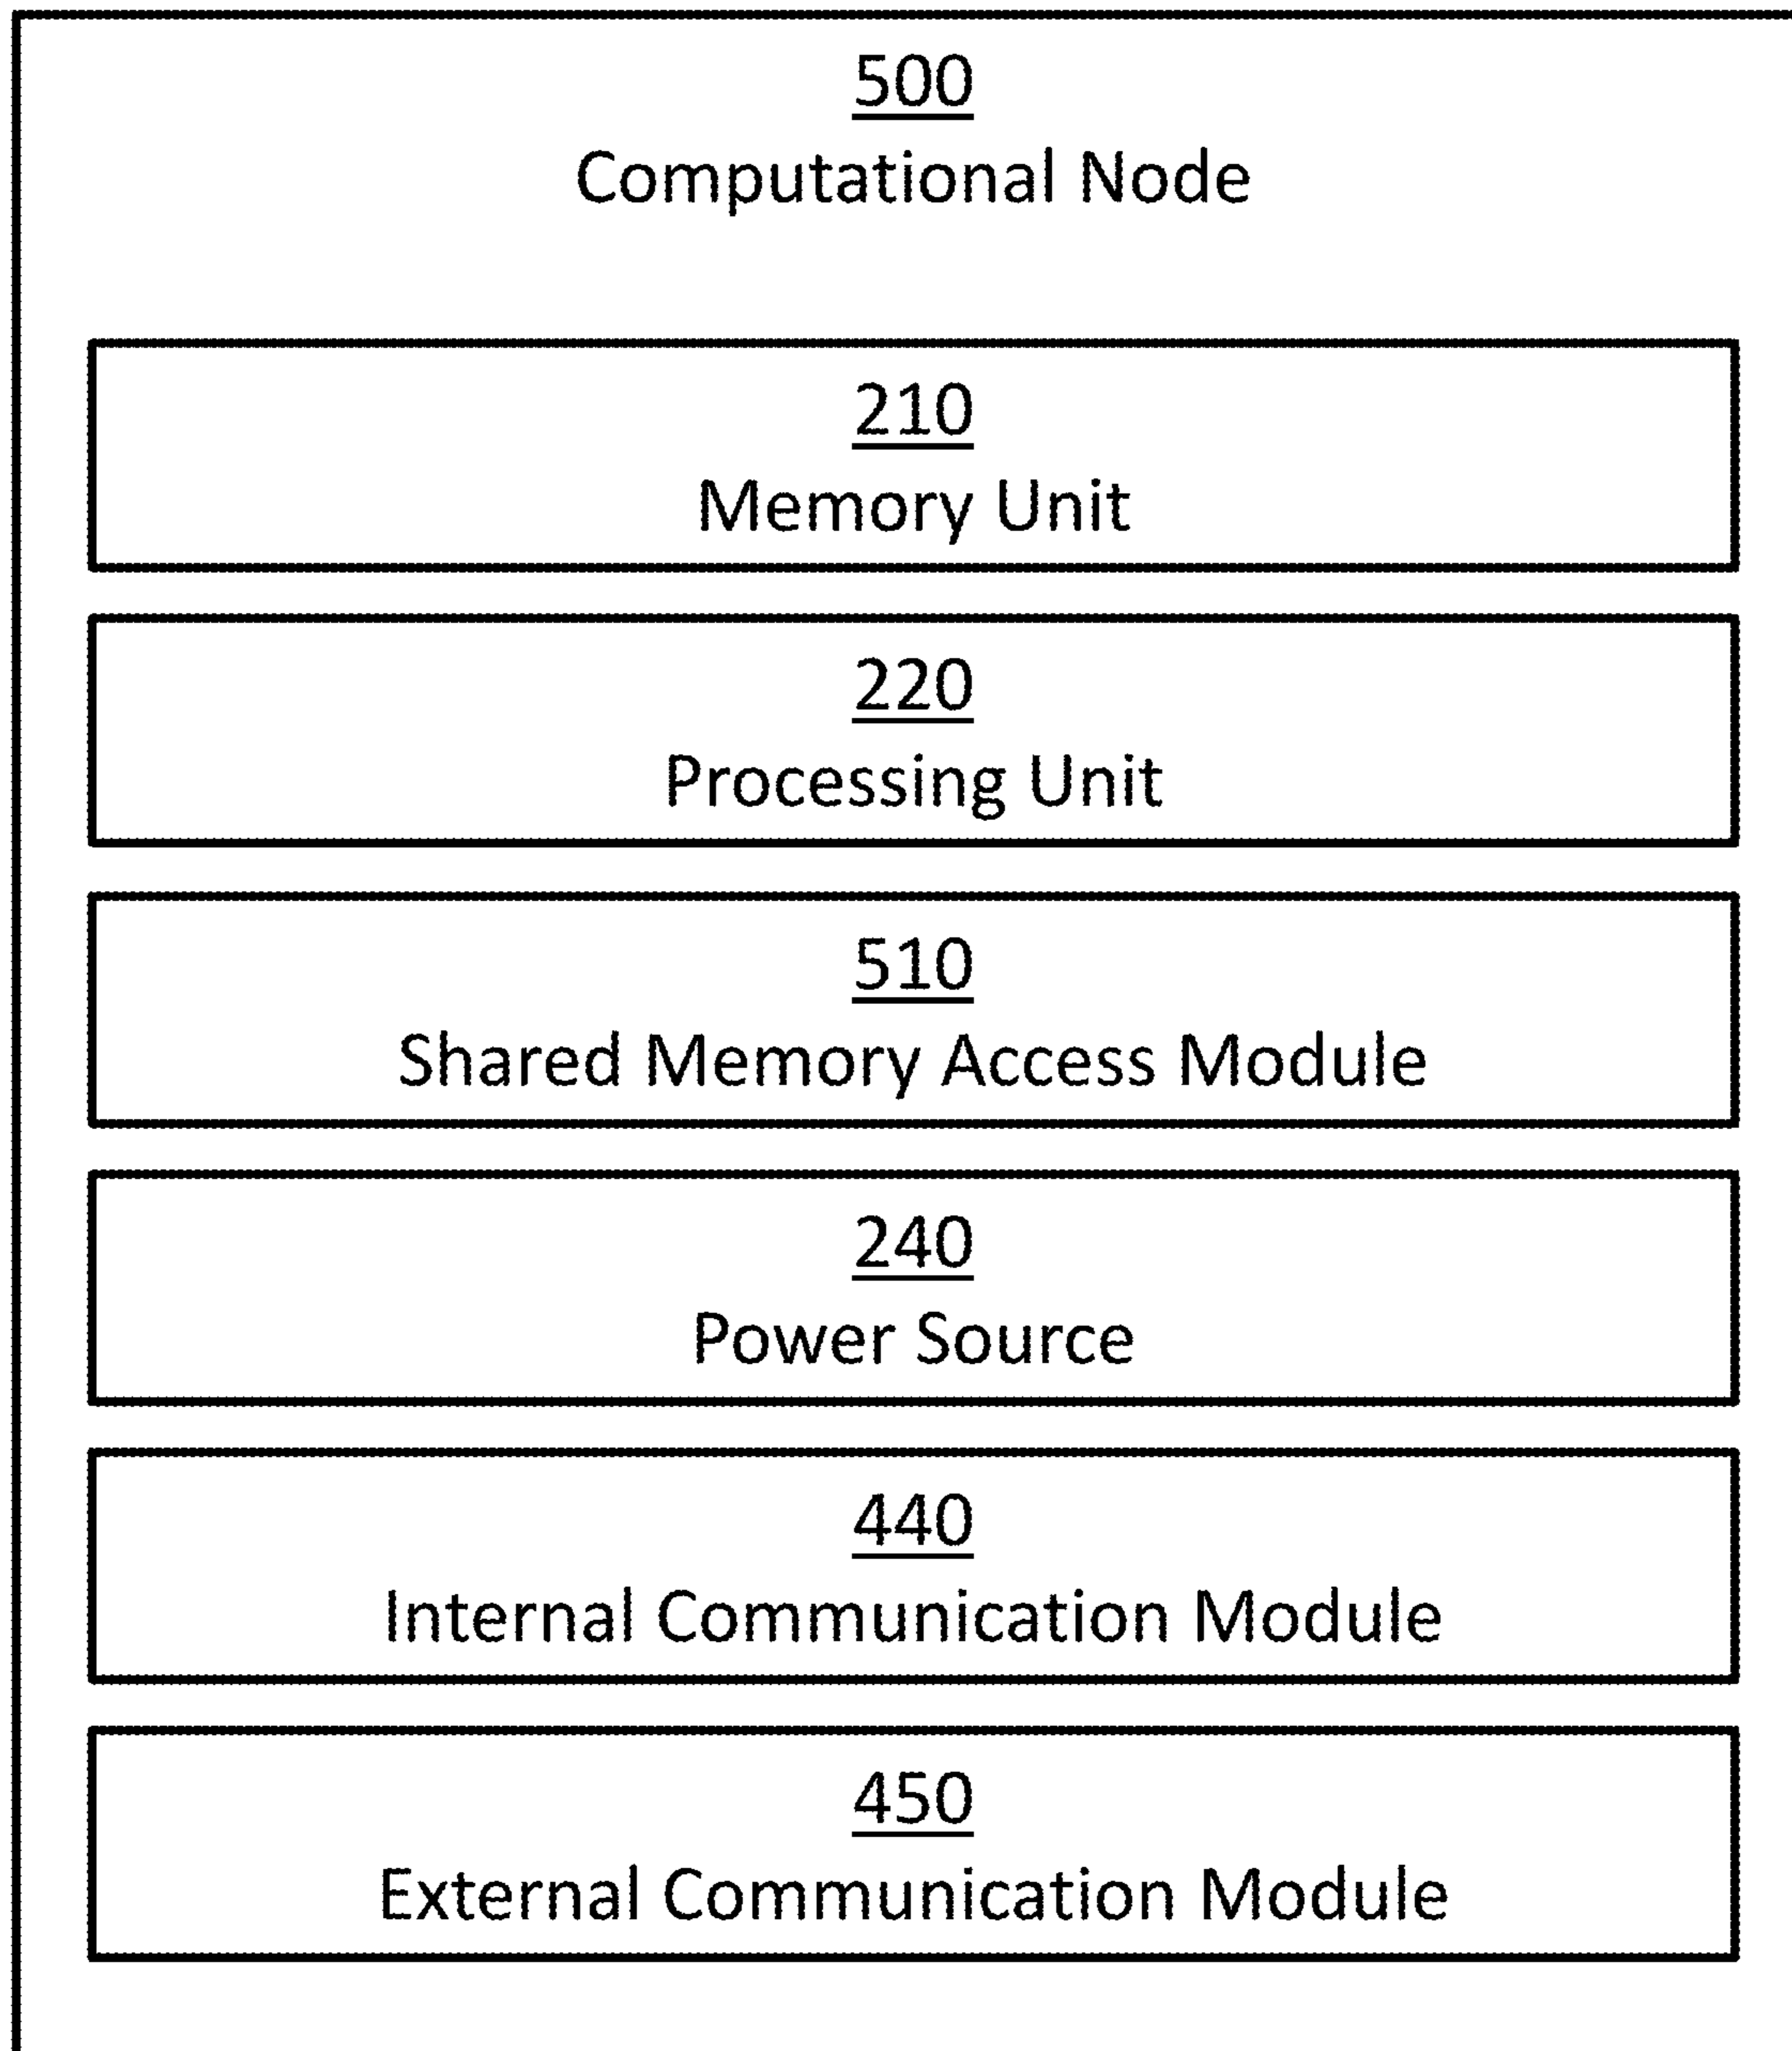 500
Computational Node
210
Memory Unit
220
Processing Unit
510
Shared Memory Access Module
240
Power Source
440
Internal Communication Module
450
External Communication Module